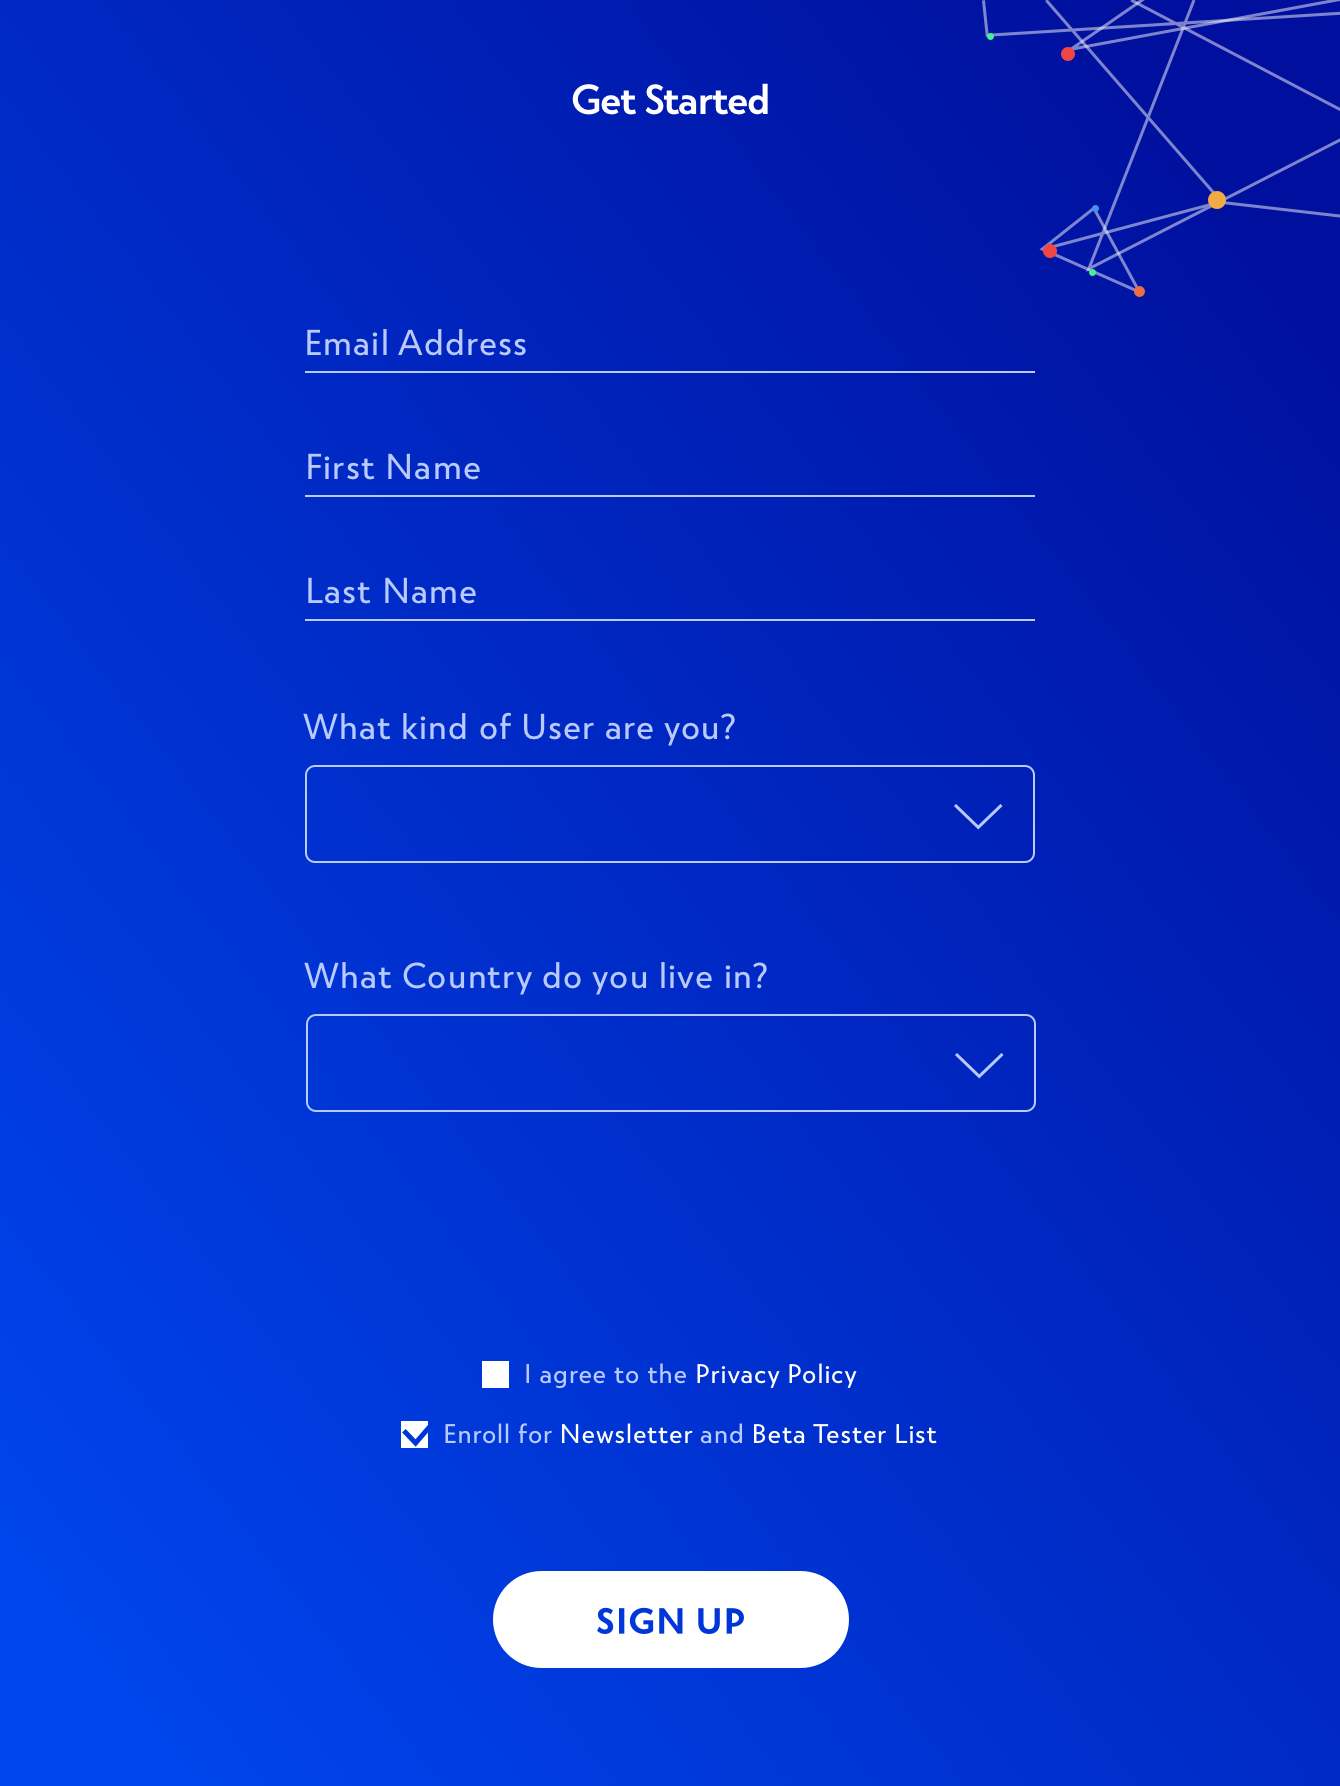 Get Started
Email Address
First Name
Last Name
What kind of User are you?
What Country do you live in?
I agree to the Privacy Policy
Enroll for Newsletter and Beta Tester List
SIGN UP